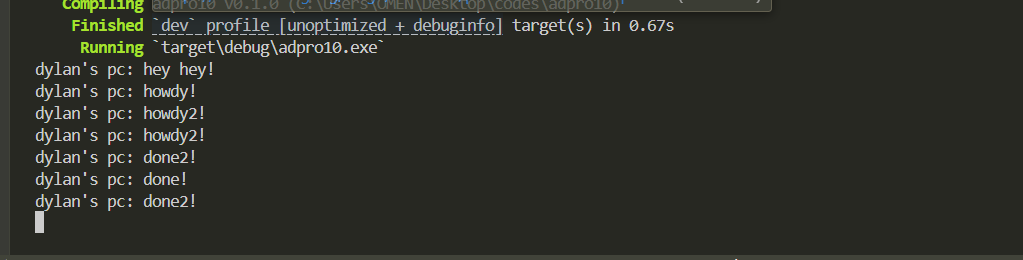 Compiling adpro10 v0.1.0 (C:\Users\OMEN\Desktop\codes\adpro10)
Finished `dev` profile [unoptimized + debuginfo] target(s) in 0.67s
Running `target\debug\adpro10.exe`
dylan's pc: hey hey!
dylan's pc: howdy!
dylan's pc: howdy2!
dylan's pc: howdy2!
dylan's pc: done2!
dylan's pc: done!
dylan's pc: done2!